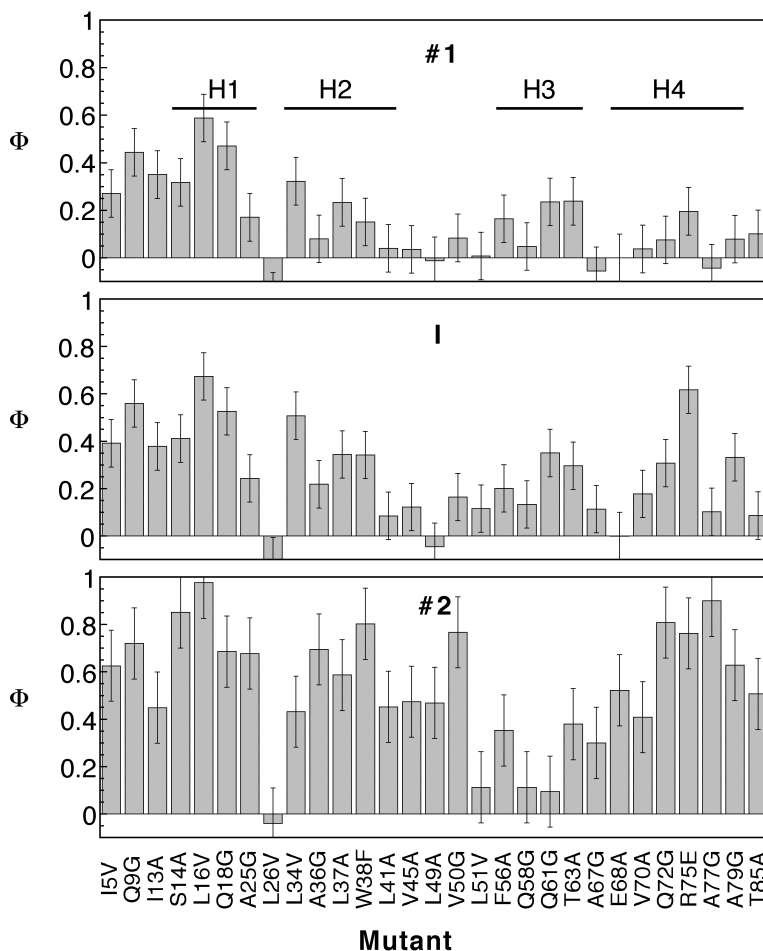 1
#1
H1 H2 H3 H4
0.8
0.6
Φ
0.4
0.2
0
1
I
0.8
0.6
Φ
0.4
0.2
0
1
#2
0.8
0.6
Φ
0.4
0.2
0
I5V
Q9G
I13A
S14A
L16V
Q18G
A25G
L26V
L34V
A36G
L37A
W38F
L41A
V45A
L49A
V50G
L51V
F56A
Q58G
Q61G
T63A
A67G
E68A
V70A
Q72G
R75E
A77G
A79G
T85A
Mutant